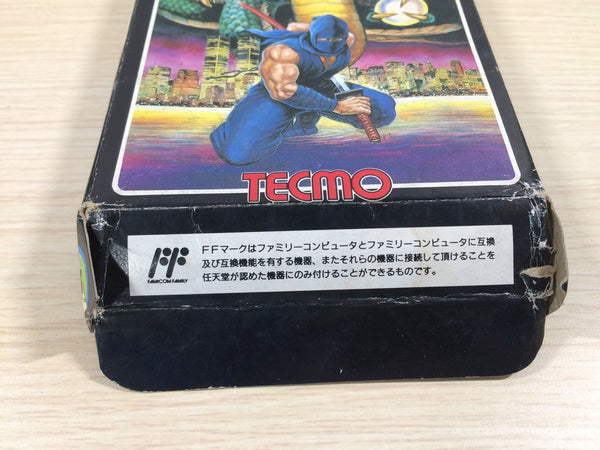 TECMO
FFマークはファミリーコンピュータとファミリーコンピュータに互換
及び互換機能を有する機器、またそれらの機器に接続して頂けることを
任天堂が認めた機器にのみ付けることができるものです。
FF
FAMICOM FAMILY